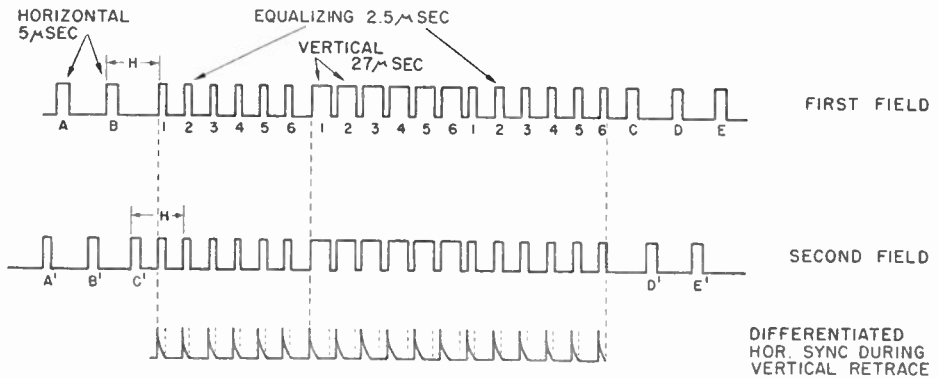 HORIZONTAL
5μSEC
EQUALIZING 2.5μSEC
VERTICAL
27μSEC
H
A B 1 2 3 4 5 6 1 2 3 4 5 6 1 2 3 4 5 6 C D E
FIRST FIELD
H
A' B' C' D' E'
SECOND FIELD
DIFFERENTIATED
HOR. SYNC DURING
VERTICAL RETRACE